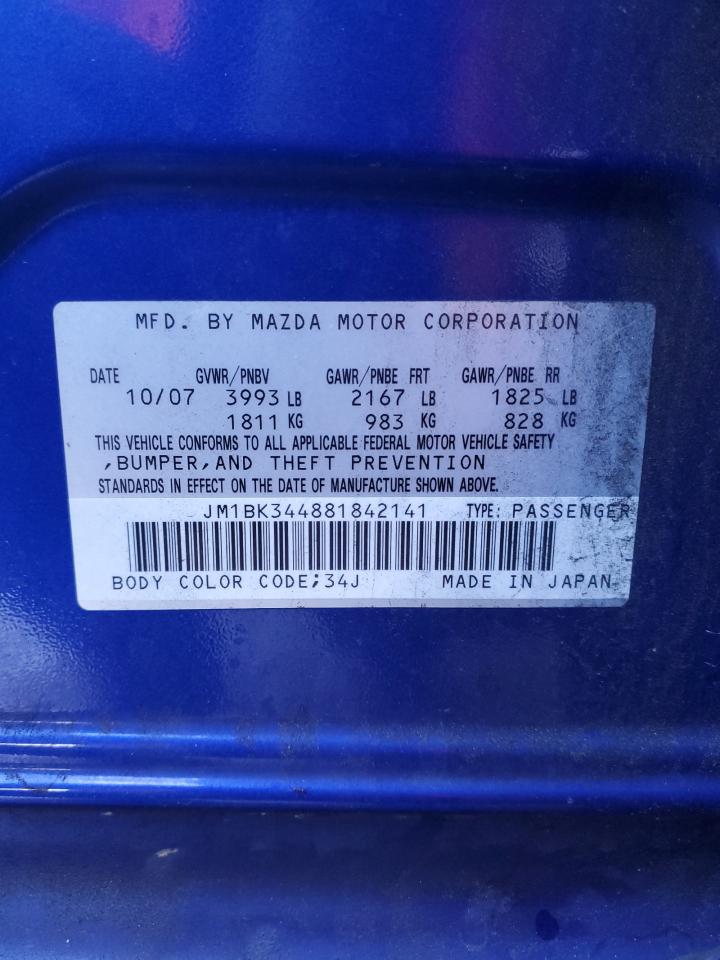 MFD. BY MAZDA MOTOR CORPORATION
DATE GVWR/PNBV GAWR/PNBE FRT GAWR/PNBE RR
10/07 3993 LB 2167 LB 1825 LB
1811 KG 983 KG 828 KG
THIS VEHICLE CONFORMS TO ALL APPLICABLE FEDERAL MOTOR VEHICLE SAFETY
,BUMPER,AND THEFT PREVENTION
STANDARDS IN EFFECT ON THE DATE OF MANUFACTURE SHOWN ABOVE.
JM1BK344881842141 TYPE: PASSENGER
BODY COLOR CODE;34J MADE IN JAPAN